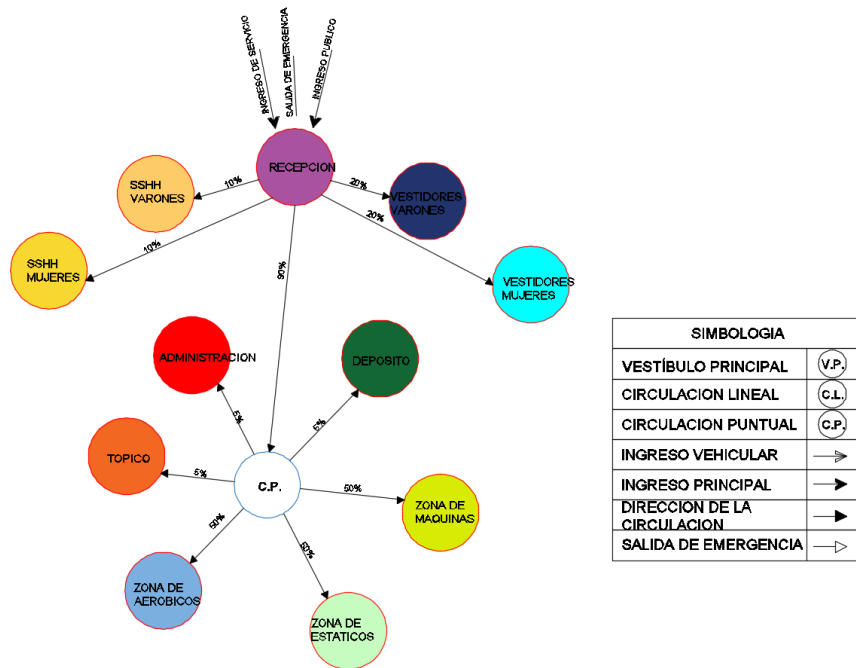 INGRESO DE SERVICIO
SALIDA DE EMERGENCIA
INGRESO PUBLICO
RECEPCION
SSHH
VARONES
10%
20%
VESTIDORES
VARONES
SSHH
MUJERES
10%
20%
VESTIDORES
MUJERES
90%
ADMINISTRACION
DEPOSITO
5%
5%
TOPICO
5%
C.P.
50%
ZONA DE
MAQUINAS
50%
50%
ZONA DE
AEROBICOS
ZONA DE
ESTATICOS
SIMBOLOGIA
VESTÍBULO PRINCIPAL V.P.
CIRCULACION LINEAL C.L.
CIRCULACION PUNTUAL C.P.
INGRESO VEHICULAR
INGRESO PRINCIPAL
DIRECCION DE LA
CIRCULACION
SALIDA DE EMERGENCIA